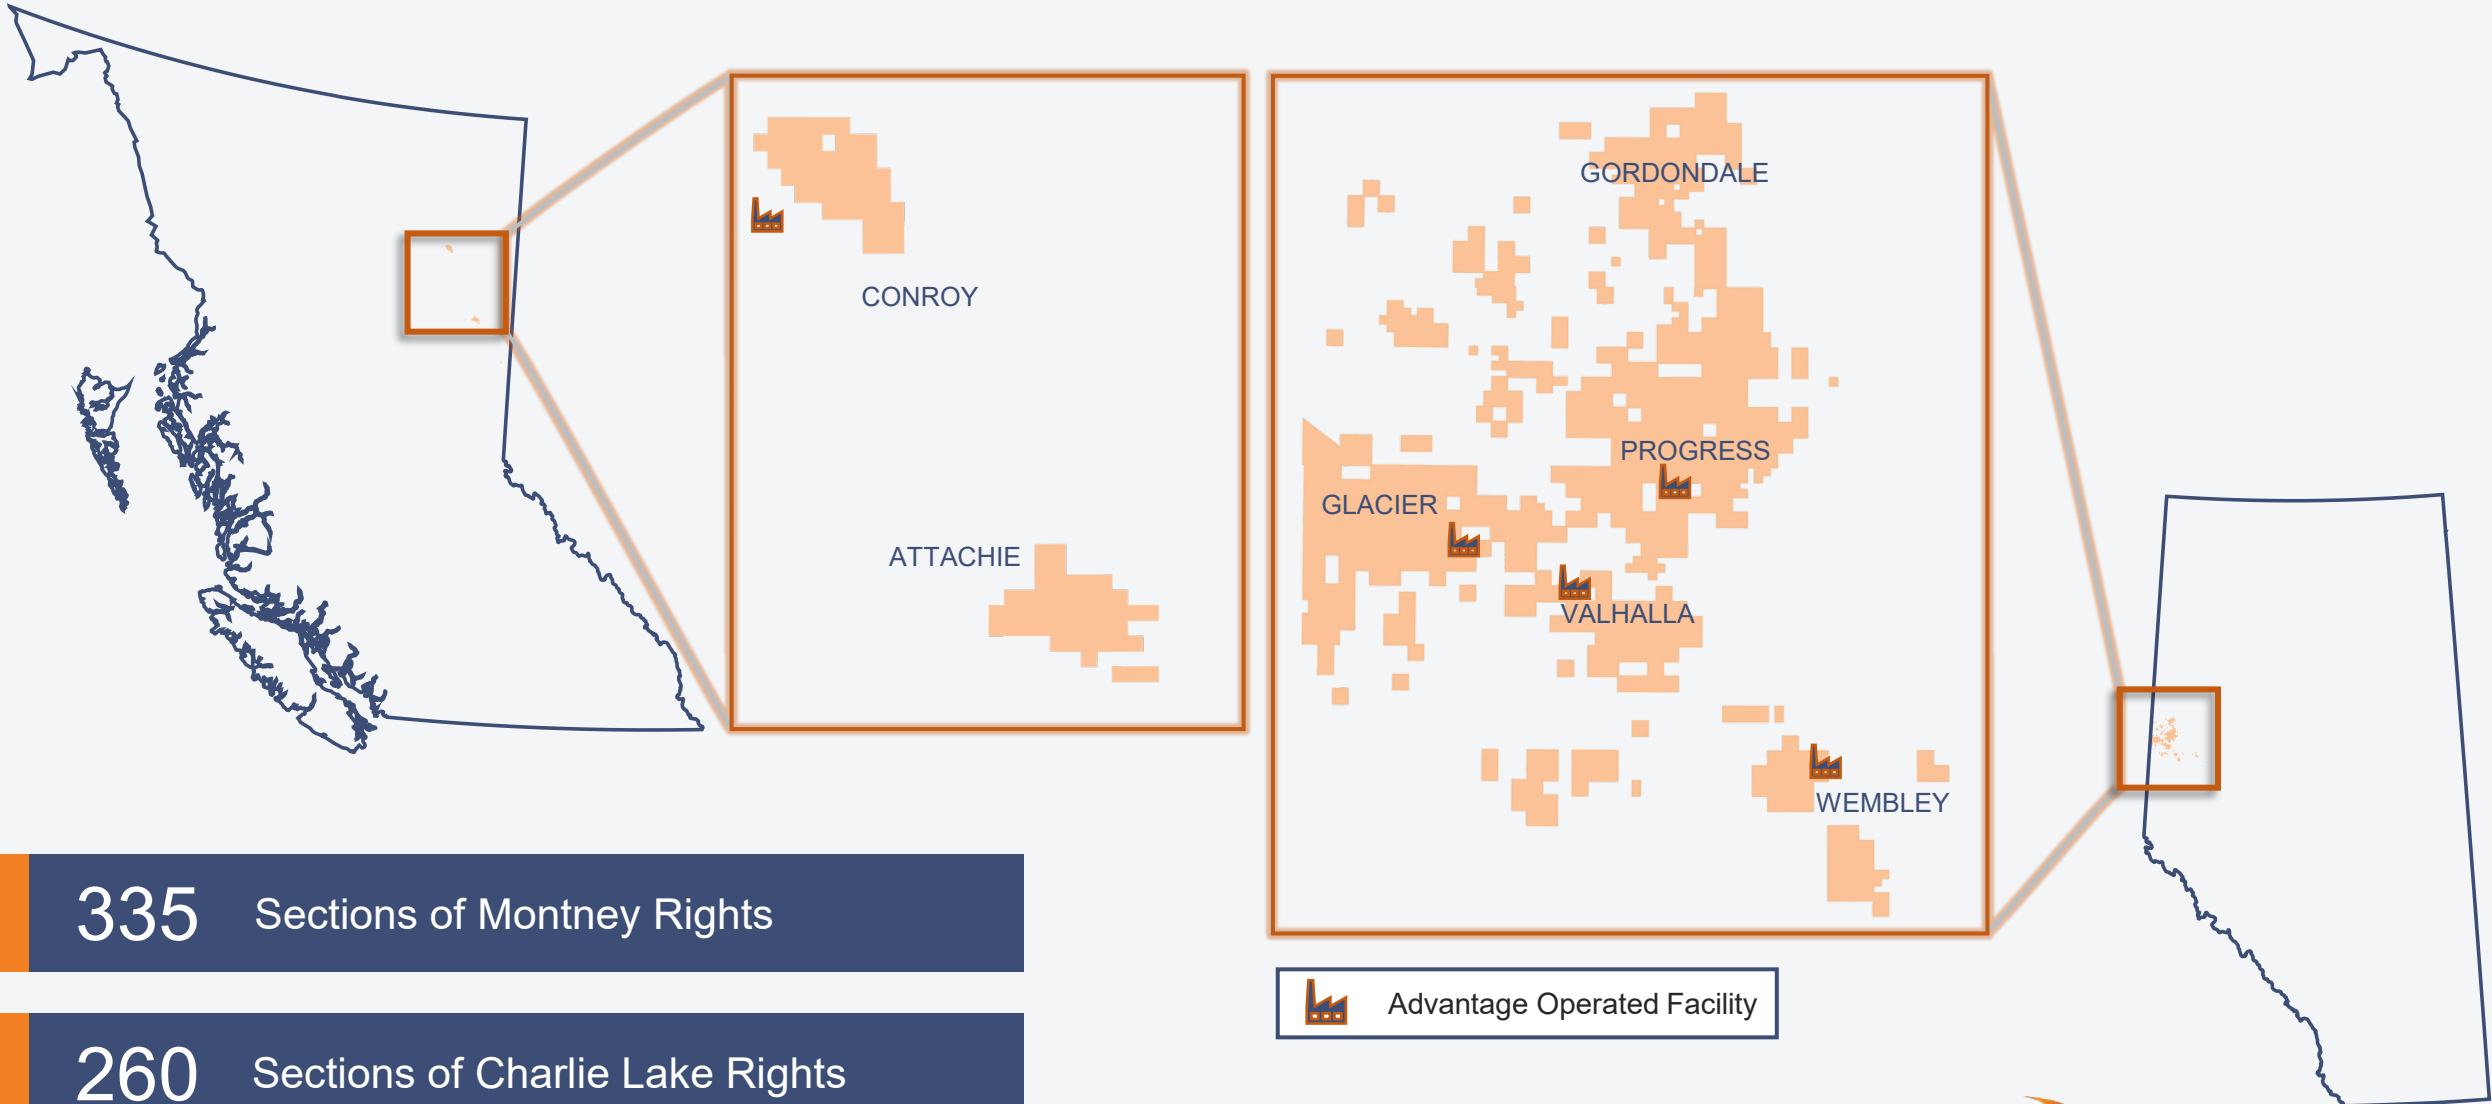 GORDONDALE
CONROY
PROGRESS
GLACIER
ATTACHIE
VALHALLA
WEMBLEY
335 Sections of Montney Rights
Advantage Operated Facility
260 Sections of Charlie Lake Rights